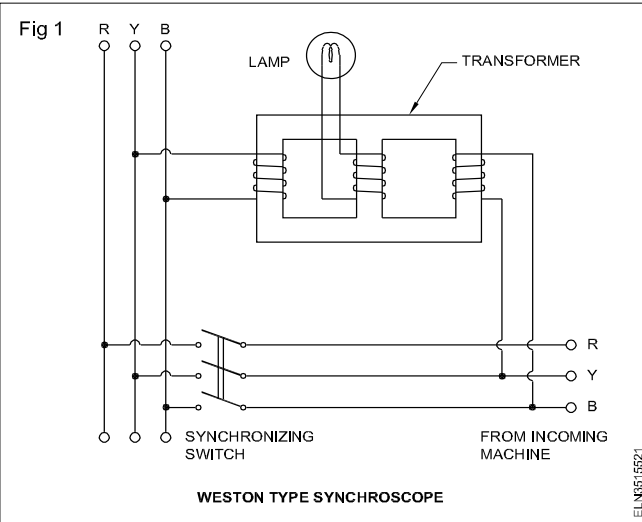 Fig 1
R Y B
LAMP
TRANSFORMER
R
Y
B
SYNCHRONIZING
SWITCH
FROM INCOMING
MACHINE
WESTON TYPE SYNCHROSCOPE
ELN3515521